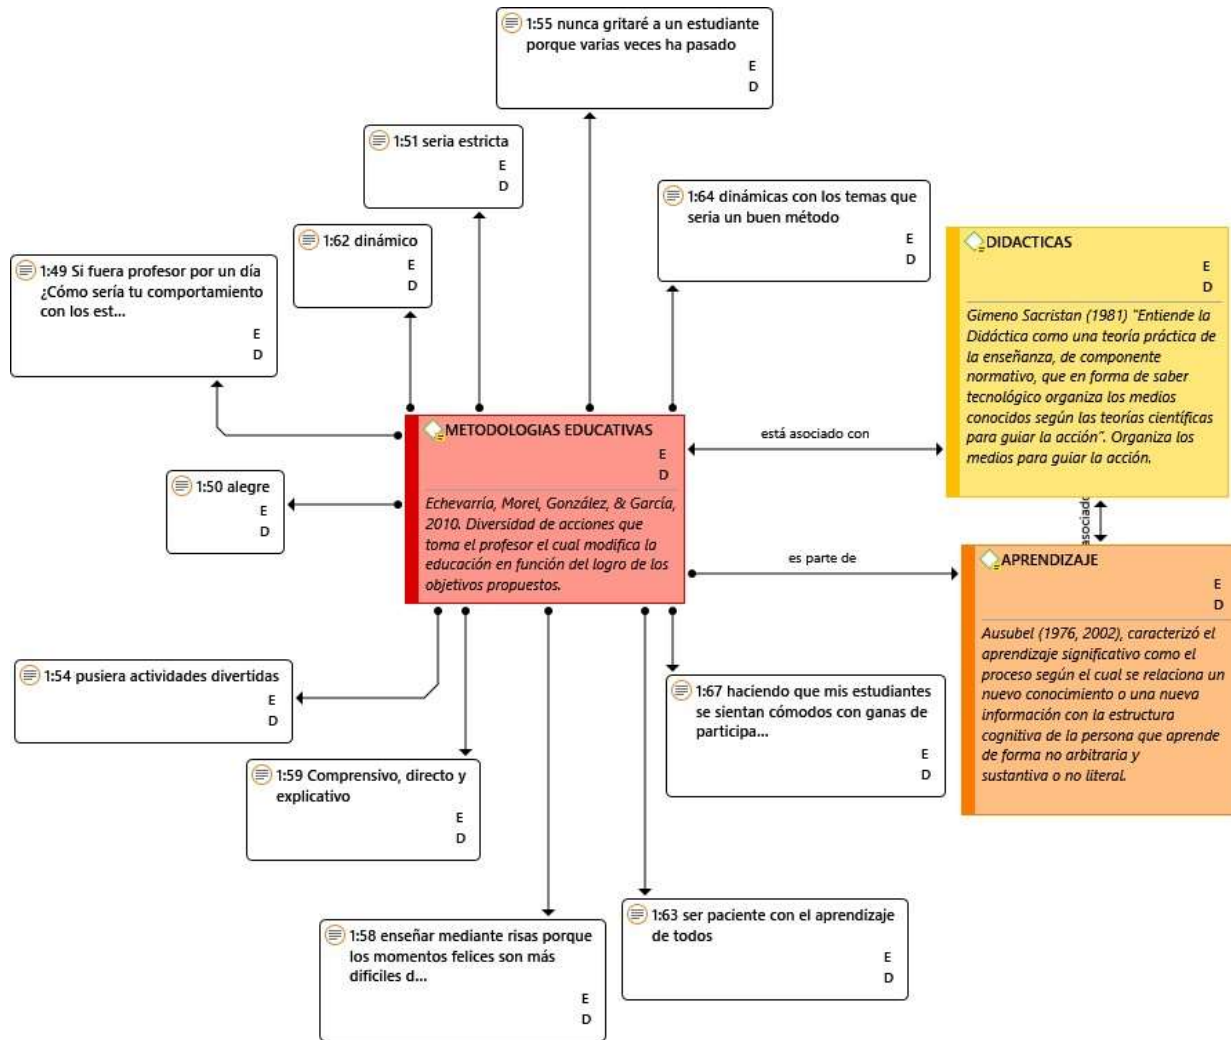 1:55 nunca gritaré a un estudiante
porque varias veces ha pasado
E
D
1:51 seria estricta
E
D
1:64 dinámicas con los temas que
seria un buen método
E
D
1:62 dinámico
E
D
1:49 Si fuera profesor por un día
¿Cómo sería tu comportamiento
con los est...
E
D
DIDACTICAS
E
D
Gimeno Sacristan (1981) "Entiende la
Didáctica como una teoría práctica de
la enseñanza, de componente
normativo, que en forma de saber
tecnológico organiza los medios
conocidos según las teorías científicas
para guiar la acción". Organiza los
medios para guiar la acción.
METODOLOGIAS EDUCATIVAS
E
D
Echevarría, Morel, González, & García,
2010. Diversidad de acciones que
toma el profesor el cual modifica la
educación en función del logro de los
objetivos propuestos.
está asociado con
es parte de
asociado
1:50 alegre
E
D
APRENDIZAJE
E
D
Ausubel (1976, 2002), caracterizó el
aprendizaje significativo como el
proceso según el cual se relaciona un
nuevo conocimiento o una nueva
información con la estructura
cognitiva de la persona que aprende
de forma no arbitraria y
sustantiva o no literal.
1:54 pusiera actividades divertidas
E
D
1:67 haciendo que mis estudiantes
se sientan cómodos con ganas de
participa...
E
D
1:59 Comprensivo, directo y
explicativo
E
D
1:63 ser paciente con el aprendizaje
de todos
E
D
1:58 enseñar mediante risas porque
los momentos felices son más
dificiles d...
E
D